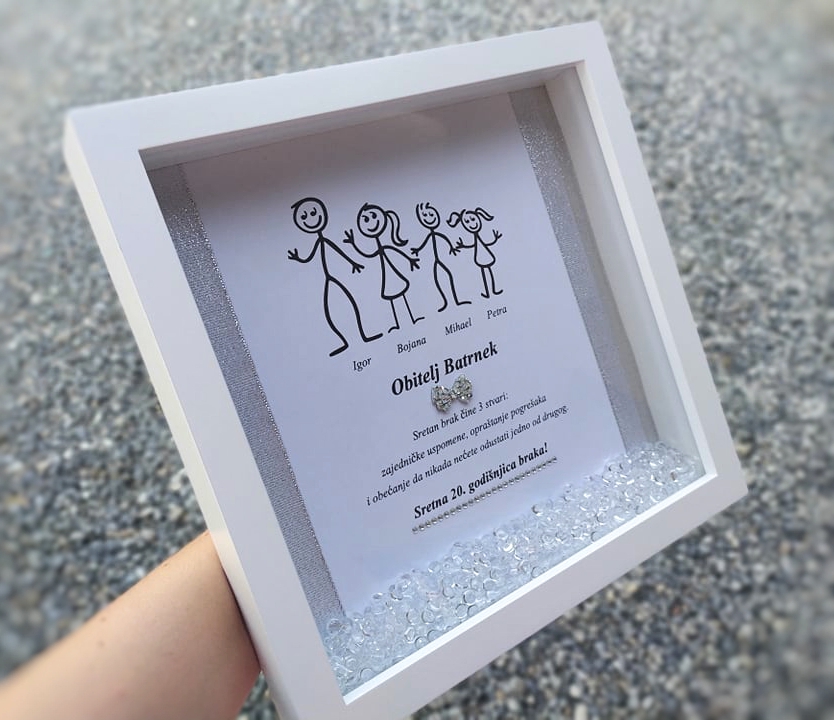 Igor Bojana Mihael Petra
Obitelj Batrnek
Sretan brak čine 3 stvari:
zajedničke uspomene, opraštanje pogrešaka
i obećanje da nikada nećete odustati jedno od drugog.
Sretna 20. godišnjica braka!